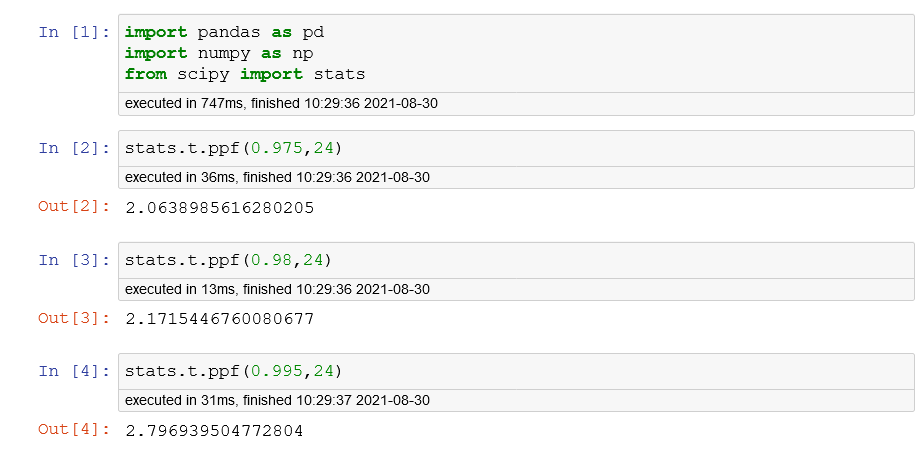 In [1]: import pandas as pd
import numpy as np
from scipy import stats
executed in 747ms, finished 10:29:36 2021-08-30
In [2]: stats.t.ppf(0.975,24)
executed in 36ms, finished 10:29:36 2021-08-30
Out[2]: 2.0638985616280205
In [3]: stats.t.ppf(0.98,24)
executed in 13ms, finished 10:29:36 2021-08-30
Out[3]: 2.1715446760080677
In [4]: stats.t.ppf(0.995,24)
executed in 31ms, finished 10:29:37 2021-08-30
Out[4]: 2.796939504772804